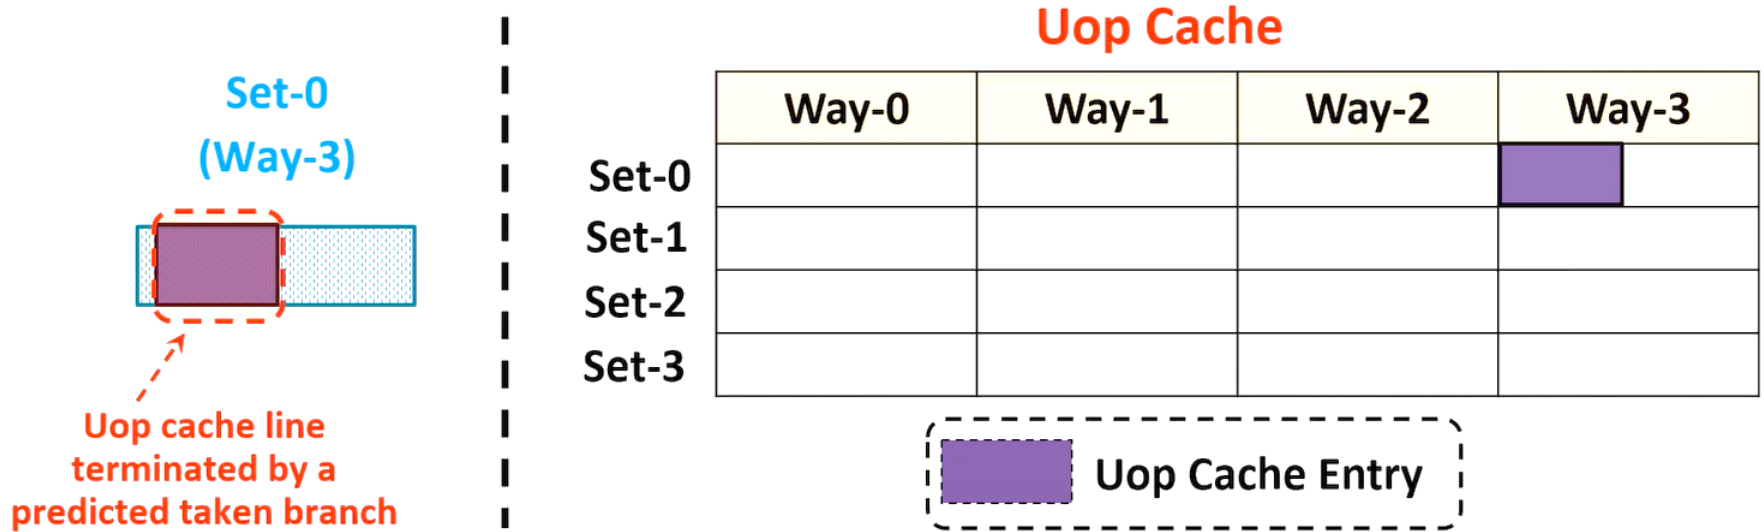 Set-0
(Way-3)
Uop cache line
terminated by a
predicted taken branch
Uop Cache
Way-0 Way-1 Way-2 Way-3
Set-0
Set-1
Set-2
Set-3
Uop Cache Entry